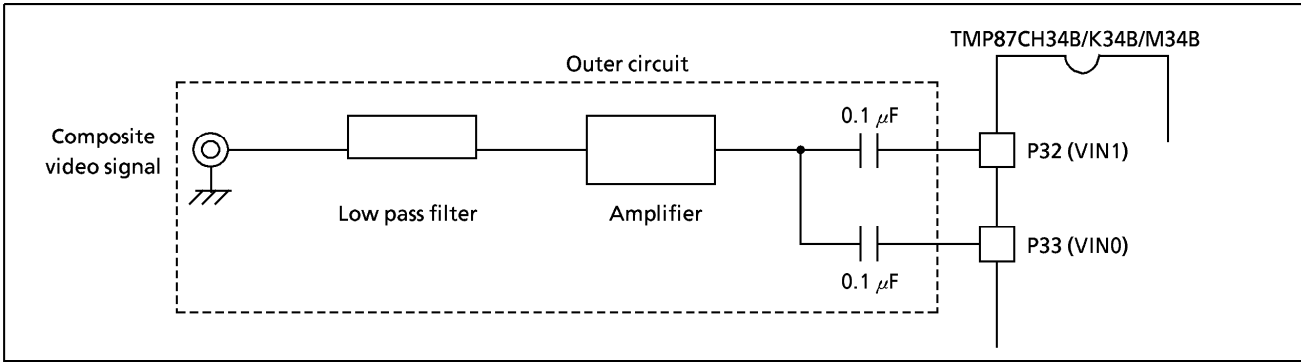 TMP87CH34B/K34B/M34B
Outer circuit
0.1 μF
Composite
video signal
P32 (VIN1)
Low pass filter
Amplifier
P33 (VIN0)
0.1 μF